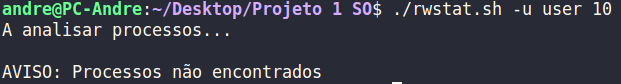 andre@PC-Andre:~/Desktop/Projeto 1 SO$ ./rwstat.sh -u user 10
A analisar processos...
AVISO: Processos não encontrados